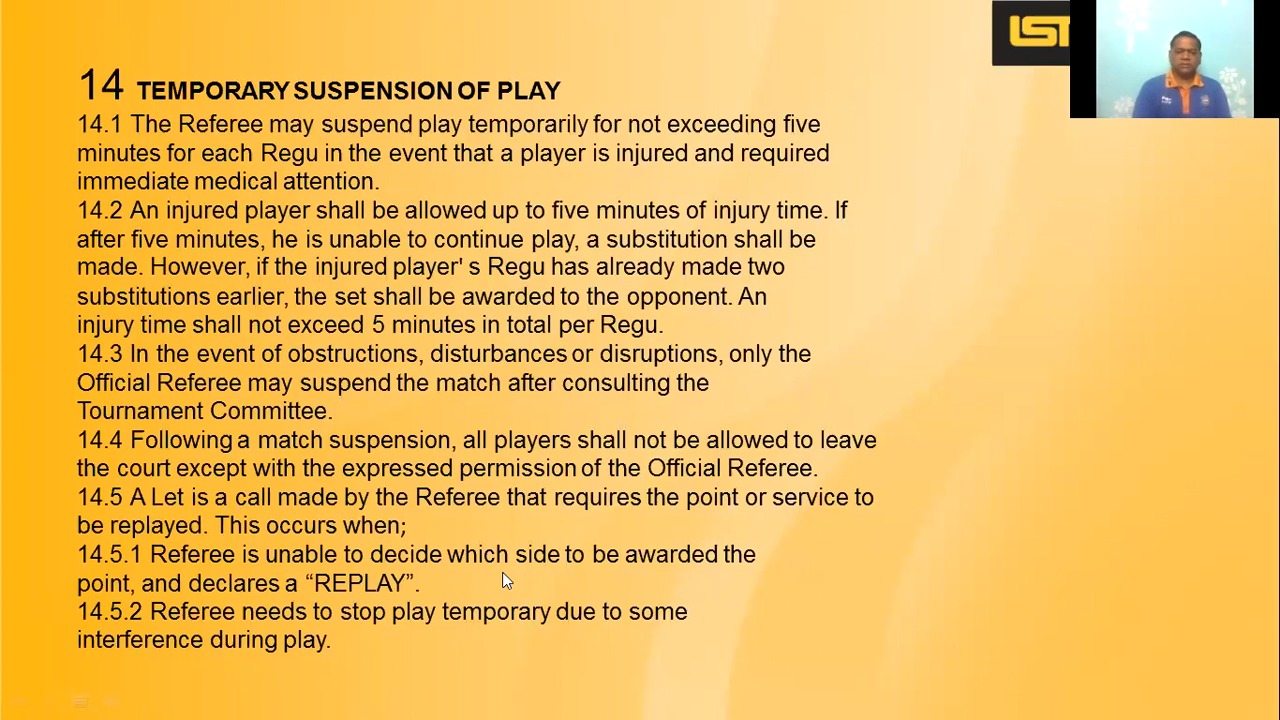 LST
14 TEMPORARY SUSPENSION OF PLAY
14.1 The Referee may suspend play temporarily for not exceeding five
minutes for each Regu in the event that a player is injured and required
immediate medical attention.
14.2 An injured player shall be allowed up to five minutes of injury time. If
after five minutes, he is unable to continue play, a substitution shall be
made. However, if the injured player' s Regu has already made two
substitutions earlier, the set shall be awarded to the opponent. An
injury time shall not exceed 5 minutes in total per Regu.
14.3 In the event of obstructions, disturbances or disruptions, only the
Official Referee may suspend the match after consulting the
Tournament Committee.
14.4 Following a match suspension, all players shall not be allowed to leave
the court except with the expressed permission of the Official Referee.
14.5 A Let is a call made by the Referee that requires the point or service to
be replayed. This occurs when;
14.5.1 Referee is unable to decide which side to be awarded the
point, and declares a “REPLAY”.
14.5.2 Referee needs to stop play temporary due to some
interference during play.